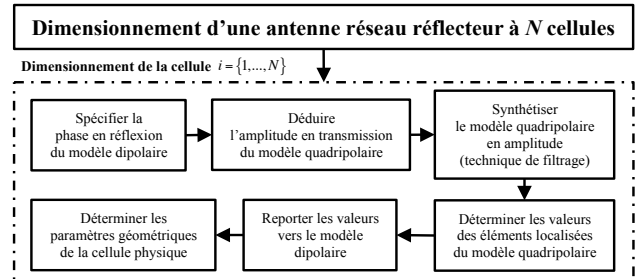 Dimensionnement d'une antenne réseau réflecteur à N cellules
Dimensionnement de la cellule i = {1,...,N}
Spécifier la
phase en réflexion
du modèle dipolaire
Déduire
l'amplitude en transmission
du modèle quadripolaire
Synthétiser
le modèle quadripolaire
en amplitude
(technique de filtrage)
Déterminer les valeurs
des éléments localisées
du modèle quadripolaire
Reporter les valeurs
vers le modèle
dipolaire
Déterminer les
paramètres géométriques
de la cellule physique